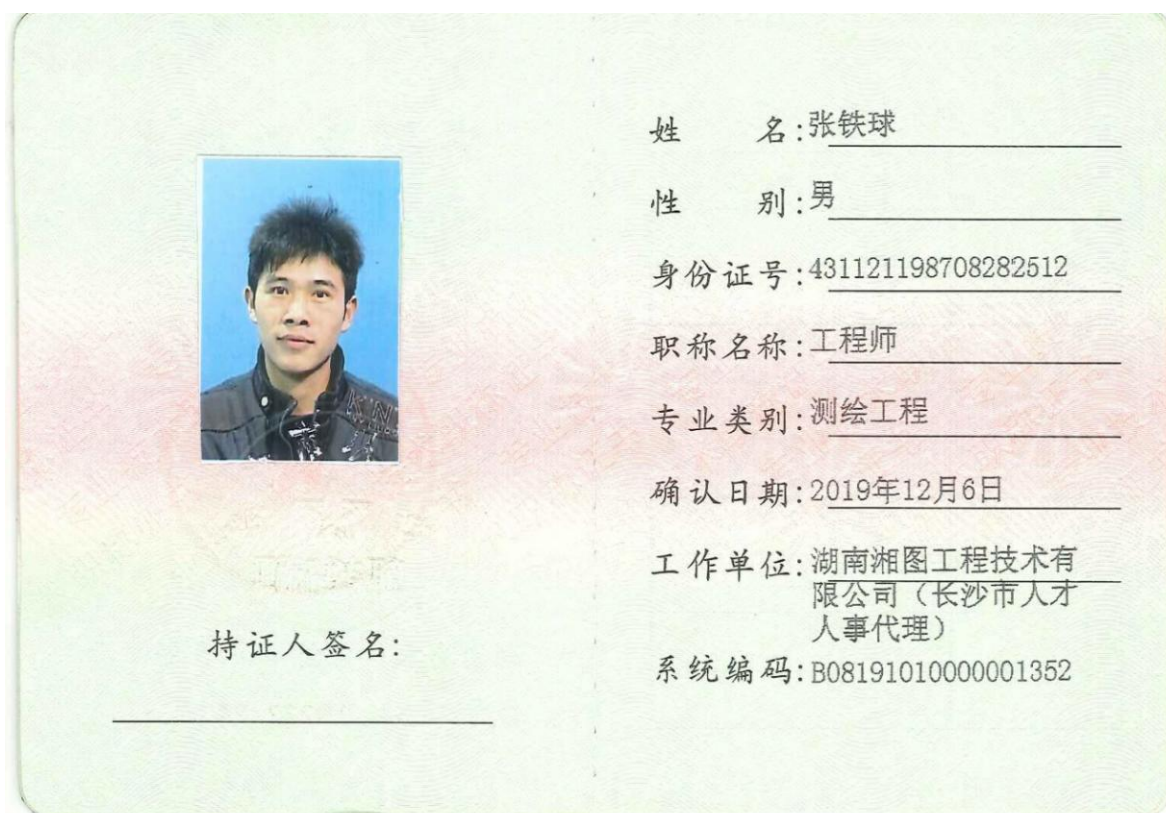 姓名:张铁球
性别:男
身份证号:431121198708282512
职称名称:工程师
专业类别:测绘工程
确认日期:2019年12月6日
工作单位:湖南湘图工程技术有
限公司（长沙市人才
人事代理）
系统编码:B08191010000001352
持证人签名: